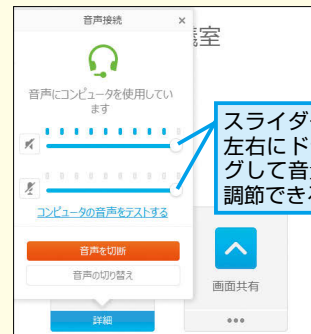 音声接続
×
室
音声にコンピュータを使用してい
ます
コンピュータの音声をテストする
音声を切断
音声の切り替え
詳細
スライダ
左右にド
グして音
調節でき
画面共有